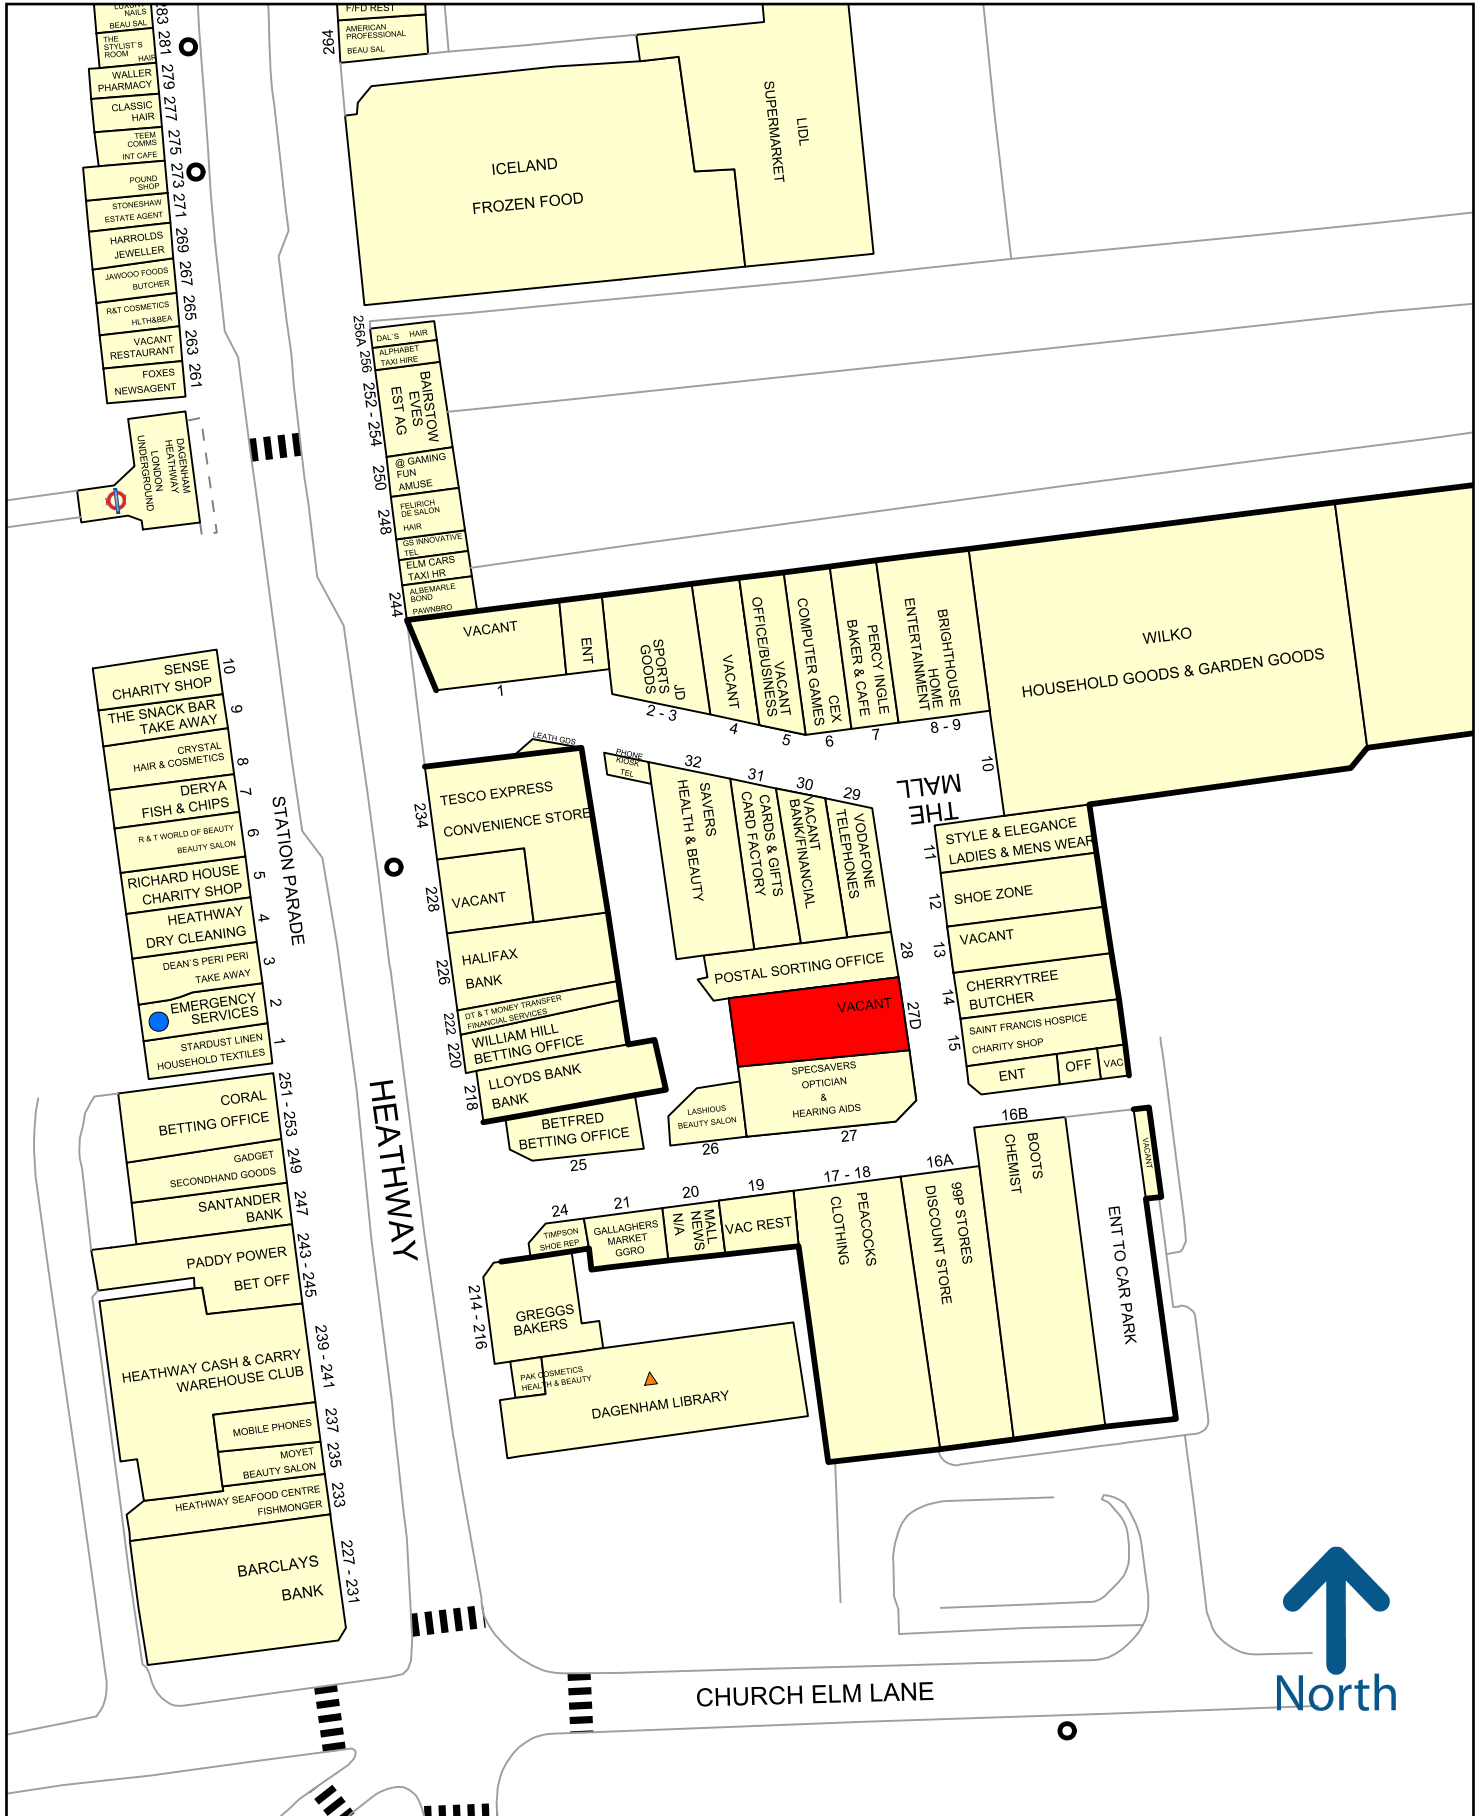 LUXURY
NAILS
BEAU SAL
283
THE
STYLIST`S
ROOM
HAIR
281
WALLER
PHARMACY
279
CLASSIC
HAIR
277
TEEM
COMMS
INT CAFE
275
POUND
SHOP
273
STONESHAW
ESTATE AGENT
271
HARROLDS
JEWELLER
269
JAWOOO FOODS
BUTCHER
267
R&T COSMETICS
HLTH&BEA
265
VACANT
RESTAURANT
263
FOXES
NEWSAGENT
261
DAGENHAM
HEATHWAY
LONDON
UNDERGROUND
F/FD REST
AMERICAN
PROFESSIONAL
BEAU SAL
264
ICELAND
FROZEN FOOD
LIDL
SUPERMARKET
256A
DAL`S HAIR
256
ALPHABET
TAXI HIRE
252 - 254
BAIRSTOW
EVES
EST AG
250
@ GAMING
FUN
AMUSE
248
FELIRICH
DE SALON
HAIR
GS INNOVATIVE
TEL
ELM CARS
TAXI HR
244
ALBEMARLE
BOND
PAWNBRO
VACANT
1
ENT
JD
SPORTS
GOODS
2 - 3
VACANT
4
VACANT
OFFICE/BUSINESS
5
CEX
COMPUTER GAMES
6
PERCY INGLE
BAKER & CAFE
7
BRIGHTHOUSE
HOME
ENTERTAINMENT
8 - 9
WILKO
HOUSEHOLD GOODS & GARDEN GOODS
10
THE
MALL
SENSE
CHARITY SHOP
10
THE SNACK BAR
TAKE AWAY
9
CRYSTAL
HAIR & COSMETICS
8
DERYA
FISH & CHIPS
7
R & T WORLD OF BEAUTY
BEAUTY SALON
6
RICHARD HOUSE
CHARITY SHOP
5
HEATHWAY
DRY CLEANING
4
DEAN`S PERI PERI
TAKE AWAY
3
EMERGENCY
SERVICES
2
STARDUST LINEN
HOUSEHOLD TEXTILES
1
STATION PARADE
LEATH GDS
TESCO EXPRESS
CONVENIENCE STORE
234
VACANT
228
HALIFAX
BANK
226
DT & T MONEY TRANSFER
FINANCIAL SERVICES
222
WILLIAM HILL
BETTING OFFICE
220
LLOYDS BANK
BANK
218
BETFRED
BETTING OFFICE
25
PHONE
KIOSK
TEL
32
SAVERS
HEALTH & BEAUTY
31
CARDS & GIFTS
CARD FACTORY
30
VACANT
BANK/FINANCIAL
29
VODAFONE
TELEPHONES
POSTAL SORTING OFFICE
28
VACANT
27D
SPECSAVERS
OPTICIAN
&
HEARING AIDS
27
LASHIOUS
BEAUTY SALON
26
STYLE & ELEGANCE
LADIES & MENS WEAR
11
SHOE ZONE
12
VACANT
13
CHERRYTREE
BUTCHER
14
SAINT FRANCIS HOSPICE
CHARITY SHOP
15
ENT
OFF
VAC
CORAL
BETTING OFFICE
251 - 253
GADGET
SECONDHAND GOODS
249
SANTANDER
BANK
247
PADDY POWER
BET OFF
243 - 245
HEATHWAY CASH & CARRY
WAREHOUSE CLUB
239 - 241
MOBILE PHONES
237
MOYET
BEAUTY SALON
235
HEATHWAY SEAFOOD CENTRE
FISHMONGER
233
BARCLAYS
BANK
227 - 231
HEATHWAY
24
TIMPSON
SHOE REP
21
GALLAGHERS
MARKET
GGRO
20
MALL
NEWS
N/A
19
VAC REST
17 - 18
PEACOCKS
CLOTHING
16A
99P STORES
DISCOUNT STORE
16B
BOOTS
CHEMIST
VACANT
ENT TO CAR PARK
214 - 216
GREGGS
BAKERS
PAK COSMETICS
HEALTH & BEAUTY
DAGENHAM LIBRARY
CHURCH ELM LANE
North